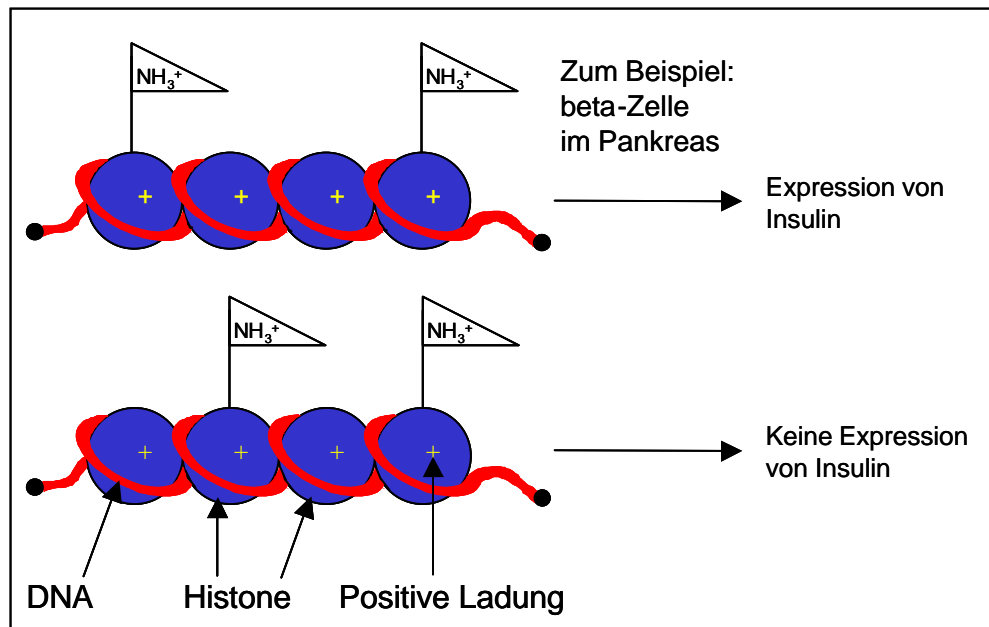 NH₃⁺
NH₃⁺
Zum Beispiel:
beta-Zelle
im Pankreas
+ + + +
Expression von
Insulin
NH₃⁺
NH₃⁺
+ + + +
Keine Expression
von Insulin
DNA Histone Positive Ladung